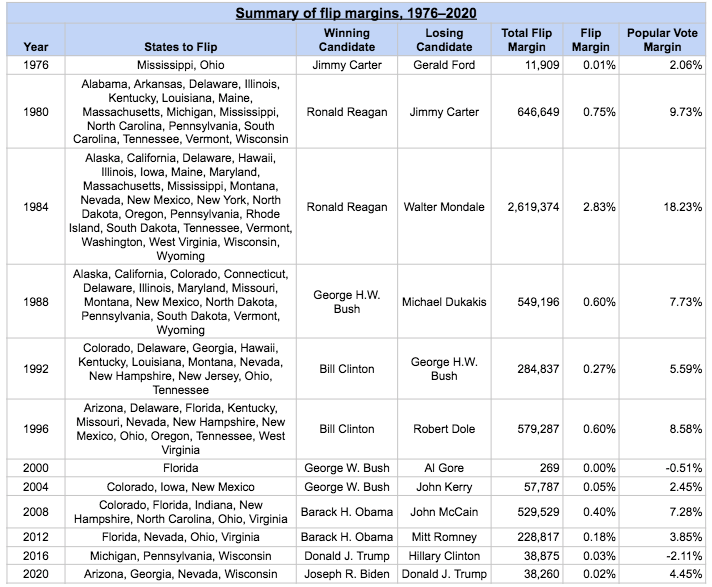 Summary of flip margins, 1976–2020
Year States to Flip Winning Candidate Losing Candidate Total Flip Margin Flip Margin Popular Vote Margin
1976 Mississippi, Ohio Jimmy Carter Gerald Ford 11,909 0.01% 2.06%
Alabama, Arkansas, Delaware, Illinois,
Kentucky, Louisiana, Maine,
Massachusetts, Michigan, Mississippi,
North Carolina, Pennsylvania, South
Carolina, Tennessee, Vermont, Wisconsin
1980 Ronald Reagan Jimmy Carter 646,649 0.75% 9.73%
Alaska, California, Delaware, Hawaii,
Illinois, Iowa, Maine, Maryland,
Massachusetts, Mississippi, Montana,
Nevada, New Mexico, New York, North
Dakota, Oregon, Pennsylvania, Rhode
Island, South Dakota, Tennessee, Vermont,
Washington, West Virginia, Wisconsin,
Wyoming
1984 Ronald Reagan Walter Mondale 2,619,374 2.83% 18.23%
Alaska, California, Colorado, Connecticut,
Delaware, Illinois, Maryland, Missouri,
Montana, New Mexico, North Dakota,
Pennsylvania, South Dakota, Vermont,
Wyoming
1988 George H.W. Bush Michael Dukakis 549,196 0.60% 7.73%
Colorado, Delaware, Georgia, Hawaii,
Kentucky, Louisiana, Montana, Nevada,
New Hampshire, New Jersey, Ohio,
Tennessee
1992 Bill Clinton George H.W. Bush 284,837 0.27% 5.59%
Arizona, Delaware, Florida, Kentucky,
Missouri, Nevada, New Hampshire, New
Mexico, Ohio, Oregon, Tennessee, West
Virginia
1996 Bill Clinton Robert Dole 579,287 0.60% 8.58%
2000 Florida George W. Bush Al Gore 269 0.00% -0.51%
2004 Colorado, Iowa, New Mexico George W. Bush John Kerry 57,787 0.05% 2.45%
Colorado, Florida, Indiana, New
Hampshire, North Carolina, Ohio, Virginia
2008 Barack H. Obama John McCain 529,529 0.40% 7.28%
2012 Florida, Nevada, Ohio, Virginia Barack H. Obama Mitt Romney 228,817 0.18% 3.85%
2016 Michigan, Pennsylvania, Wisconsin Donald J. Trump Hillary Clinton 38,875 0.03% -2.11%
2020 Arizona, Georgia, Nevada, Wisconsin Joseph R. Biden Donald J. Trump 38,260 0.02% 4.45%